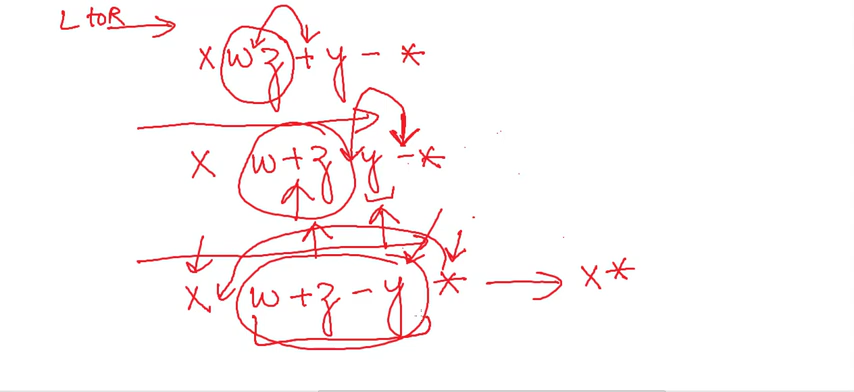 L to R
x w z + y - *
x w + z y - *
x w + z - y * → x *